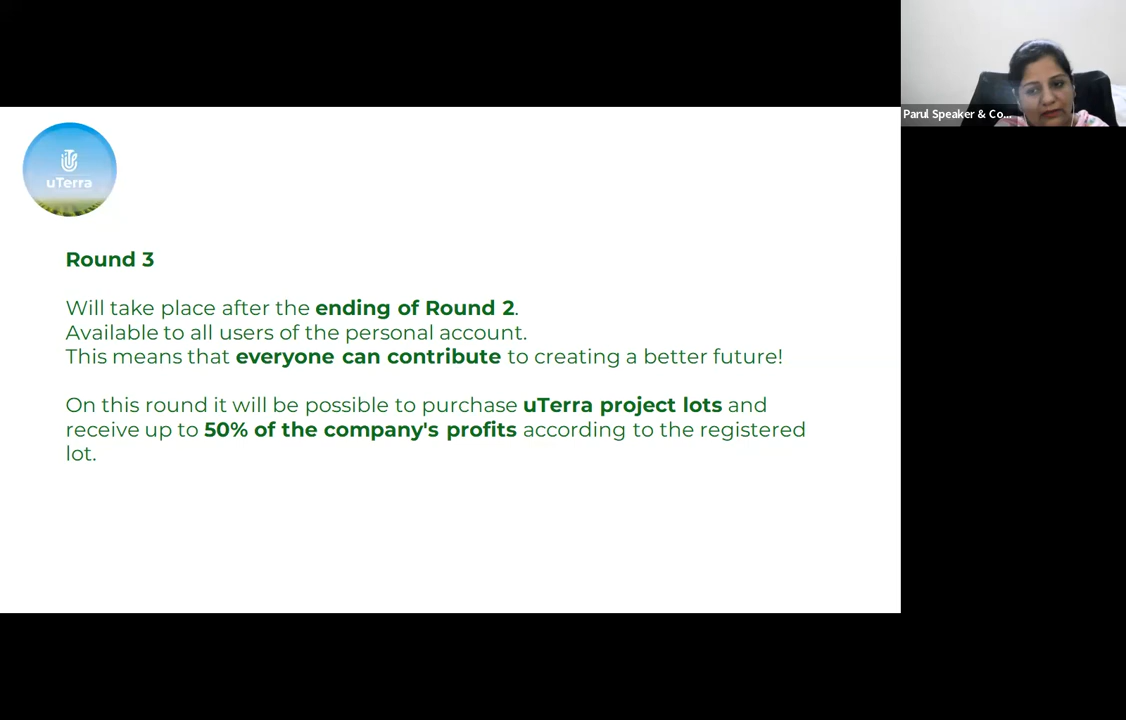 Parul Speaker & Co...
uTerra
Round 3
Will take place after the ending of Round 2.
Available to all users of the personal account.
This means that everyone can contribute to creating a better future!
On this round it will be possible to purchase uTerra project lots and
receive up to 50% of the company's profits according to the registered
lot.